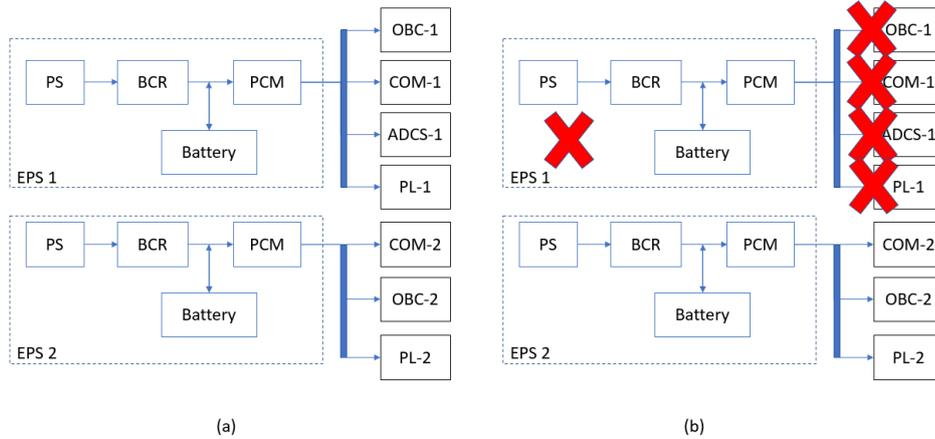 OBC-1
PS
BCR
PCM
COM-1
Battery
ADCS-1
EPS 1
PL-1
PS
BCR
PCM
COM-2
Battery
OBC-2
EPS 2
PL-2
(a)
OBC-1
PS
BCR
PCM
COM-1
Battery
ADCS-1
EPS 1
PL-1
PS
BCR
PCM
COM-2
Battery
OBC-2
EPS 2
PL-2
(b)